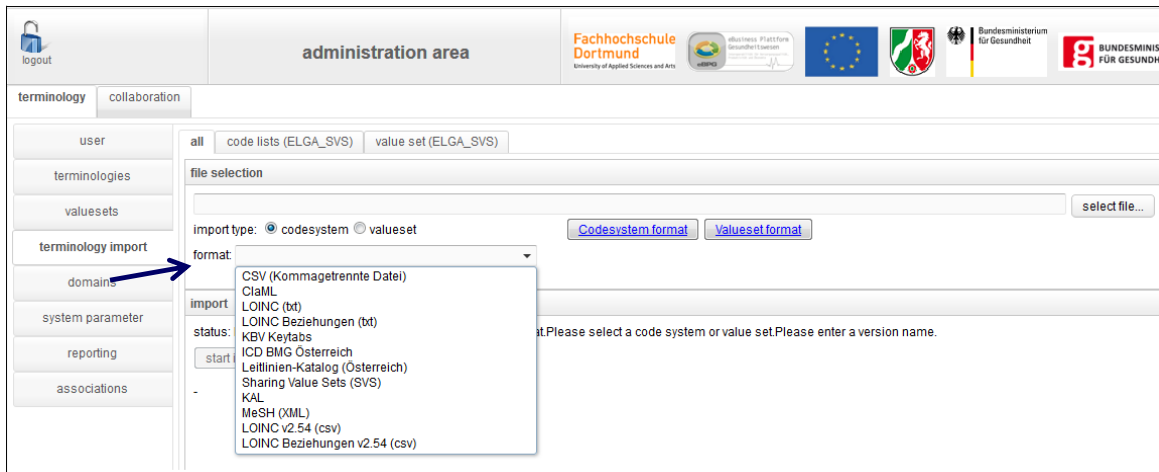 logout
administration area
Fachhochschule
Dortmund
University of Applied Sciences and Arts
eBusiness Plattform
Gesundheitswesen
eBPG
Bundesministerium
für Gesundheit
BUNDESMINIS
FÜR GESUNDH
terminology
collaboration
user
terminologies
valuesets
terminology import
domains
system parameter
reporting
associations
all
code lists (ELGA_SVS)
value set (ELGA_SVS)
file selection
select file...
import type: codesystem valueset
Codesystem format
Valueset format
format:
CSV (Kommagetrennte Datei)
ClaML
LOINC (txt)
LOINC Beziehungen (txt)
KBV Keytabs
ICD BMG Österreich
Leitlinien-Katalog (Österreich)
Sharing Value Sets (SVS)
KAL
MeSH (XML)
LOINC v2.54 (csv)
LOINC Beziehungen v2.54 (csv)
import
status: at.Please select a code system or value set.Please enter a version name.
start i
-